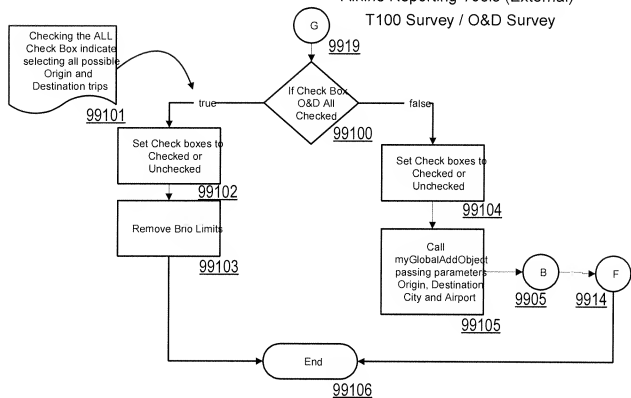 Airline Reporting Tools (External)
T100 Survey / O&D Survey
G
9919
Checking the ALL
Check Box indicate
selecting all possible
Origin and
Destination trips
99101
If Check Box
O&D All
Checked
99100
true
false
Set Check boxes to
Checked or
Unchecked
99102
Set Check boxes to
Checked or
Unchecked
99104
Remove Brio Limits
99103
Call
myGlobalAddObject
passing parameters
Origin, Destination
City and Airport
99105
B
9905
F
9914
End
99106